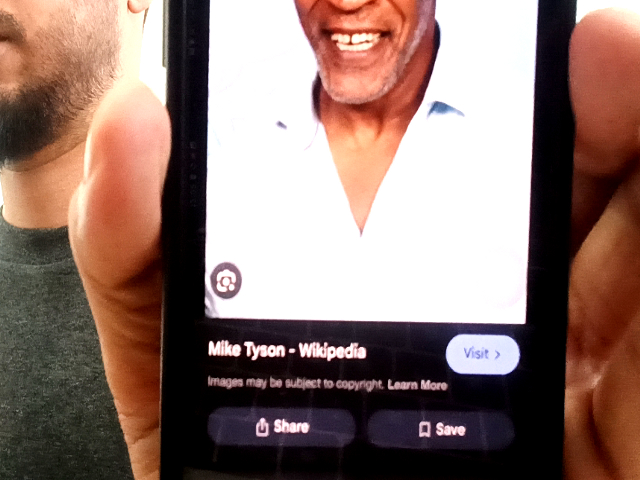 Mike Tyson - Wikipedia
Visit >
Images may be subject to copyright. Learn More
Share
Save